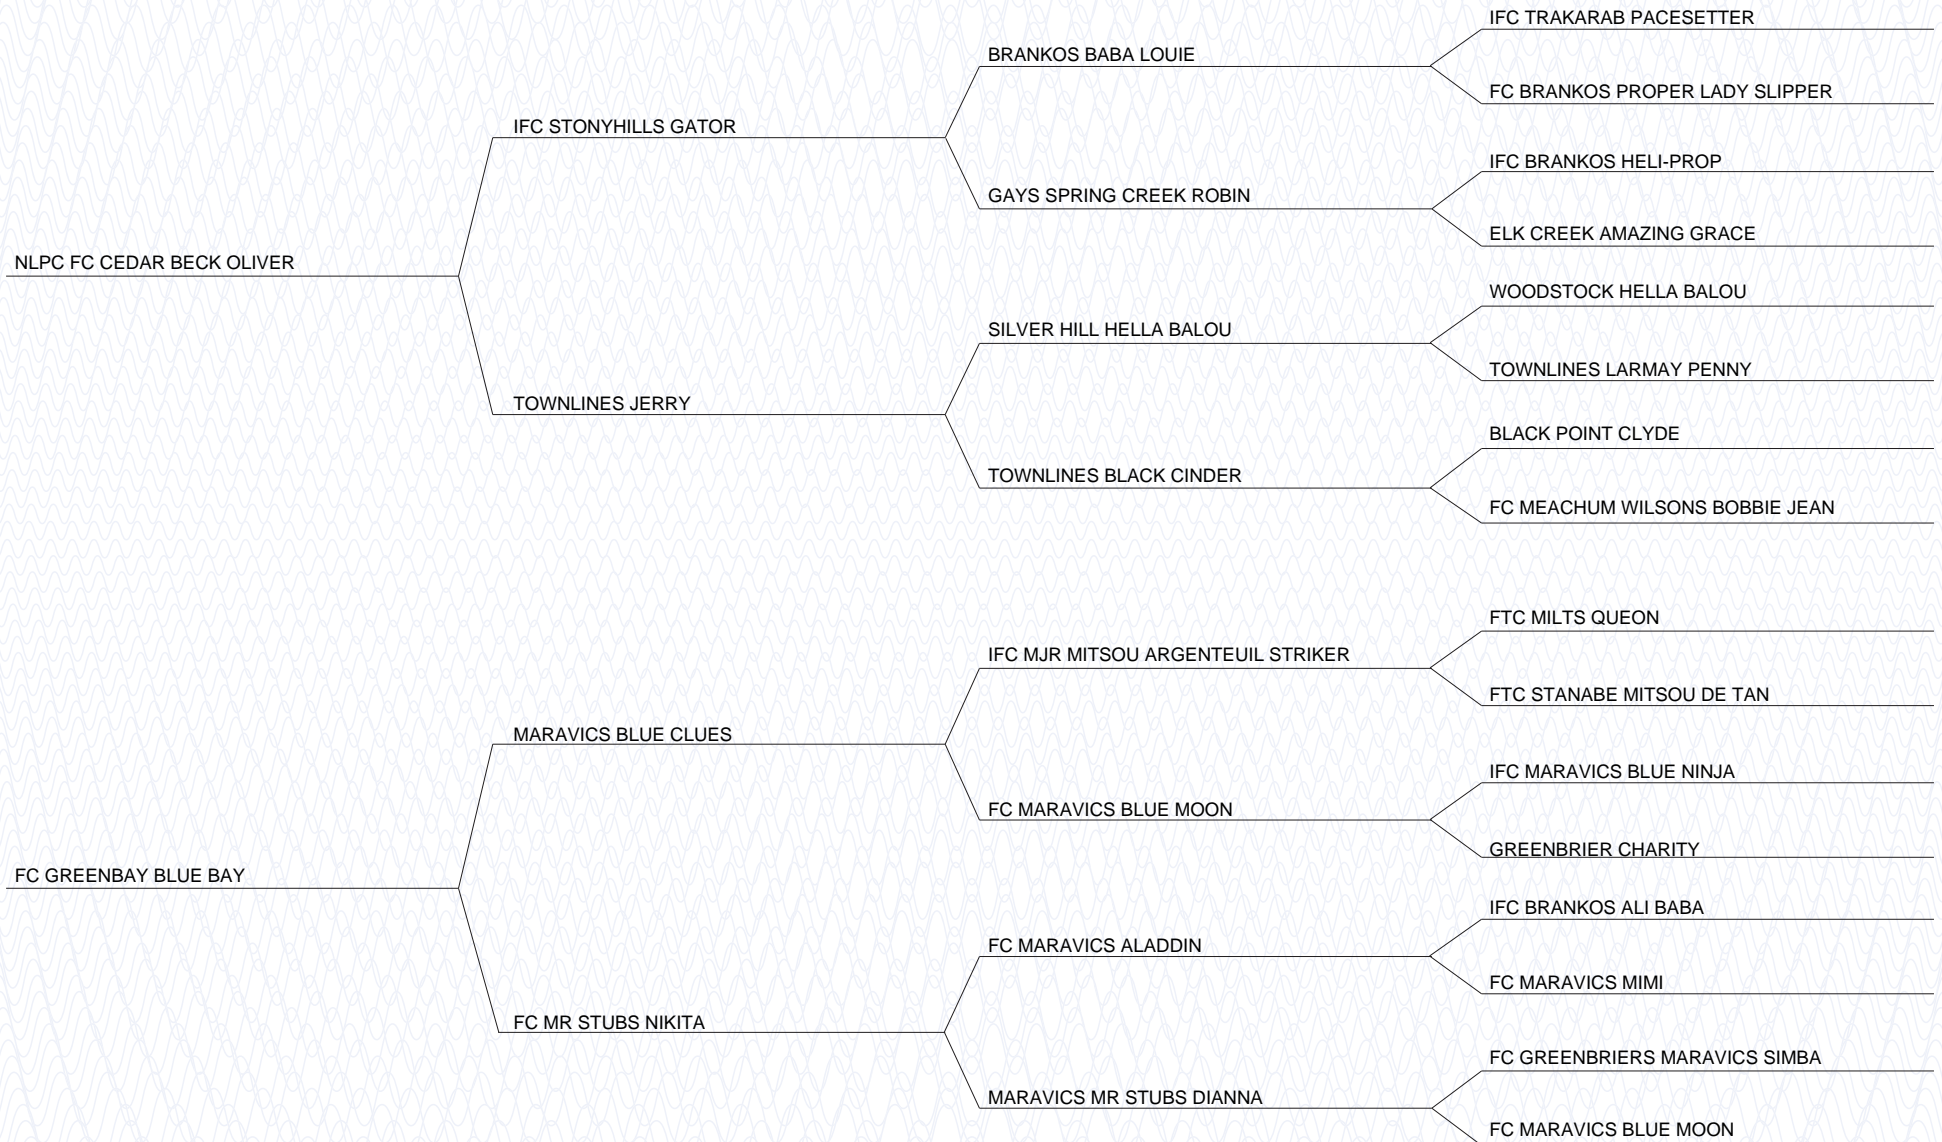 IFC TRAKARAB PACESETTER
BRANKOS BABA LOUIE
FC BRANKOS PROPER LADY SLIPPER
IFC STONYHILLS GATOR
IFC BRANKOS HELI-PROP
GAYS SPRING CREEK ROBIN
ELK CREEK AMAZING GRACE
NLPC FC CEDAR BECK OLIVER
WOODSTOCK HELLA BALOU
SILVER HILL HELLA BALOU
TOWNLINES LARMAY PENNY
TOWNLINES JERRY
BLACK POINT CLYDE
TOWNLINES BLACK CINDER
FC MEACHUM WILSONS BOBBIE JEAN
FTC MILTS QUEON
IFC MJR MITSOU ARGENTEUIL STRIKER
FTC STANABE MITSOU DE TAN
MARAVICS BLUE CLUES
IFC MARAVICS BLUE NINJA
FC MARAVICS BLUE MOON
GREENBRIER CHARITY
FC GREENBAY BLUE BAY
IFC BRANKOS ALI BABA
FC MARAVICS ALADDIN
FC MARAVICS MIMI
FC MR STUBS NIKITA
FC GREENBRIERS MARAVICS SIMBA
MARAVICS MR STUBS DIANNA
FC MARAVICS BLUE MOON